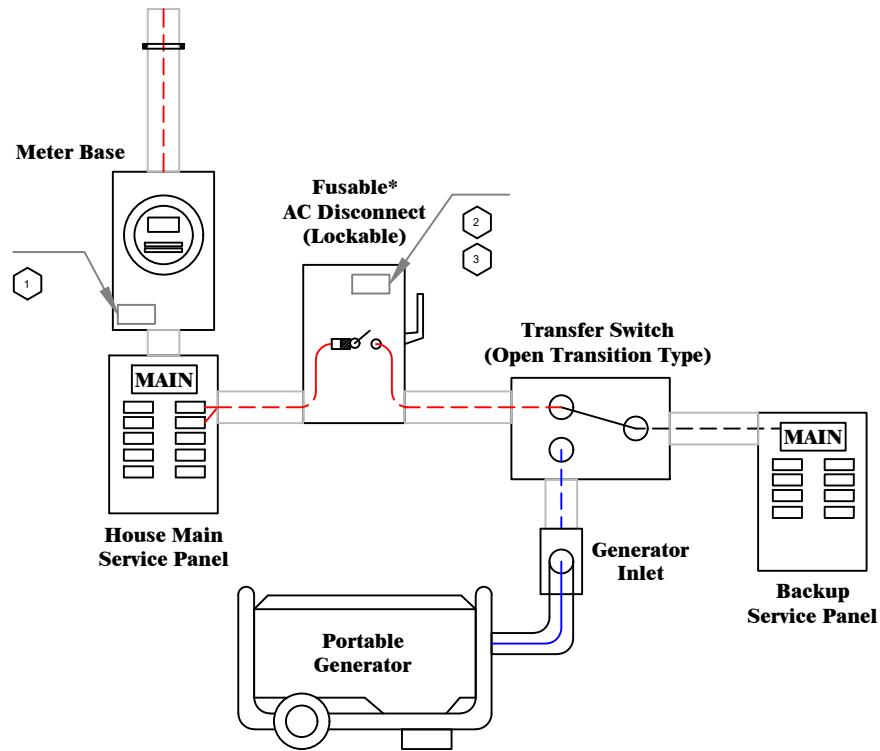 Meter Base
Fusable*
AC Disconnect
(Lockable)
1
2
3
Transfer Switch
(Open Transition Type)
MAIN
MAIN
House Main
Service Panel
Generator
Inlet
Backup
Service Panel
Portable
Generator